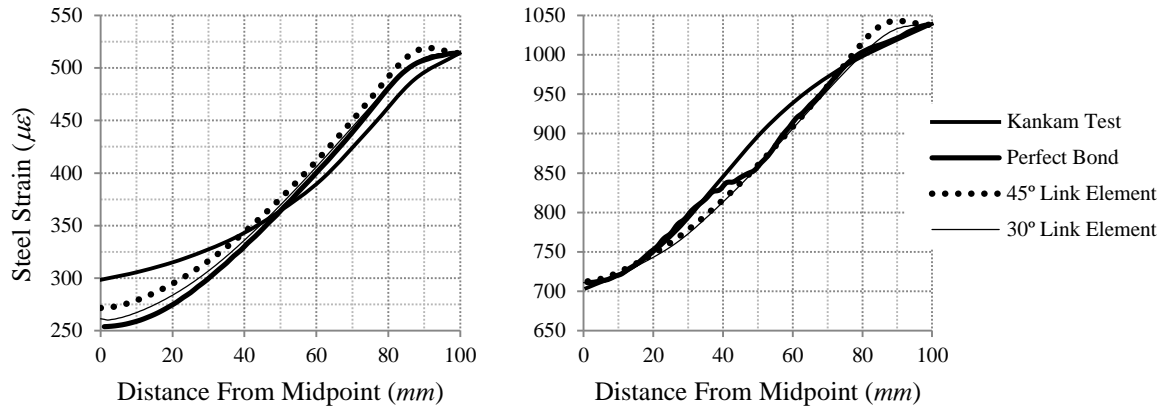 Steel Strain (με)
550
500
450
400
350
300
250
0 20 40 60 80 100
Distance From Midpoint (mm)
1050
1000
950
900
850
800
750
700
650
0 20 40 60 80 100
Distance From Midpoint (mm)
Kankam Test
Perfect Bond
45º Link Element
30º Link Element